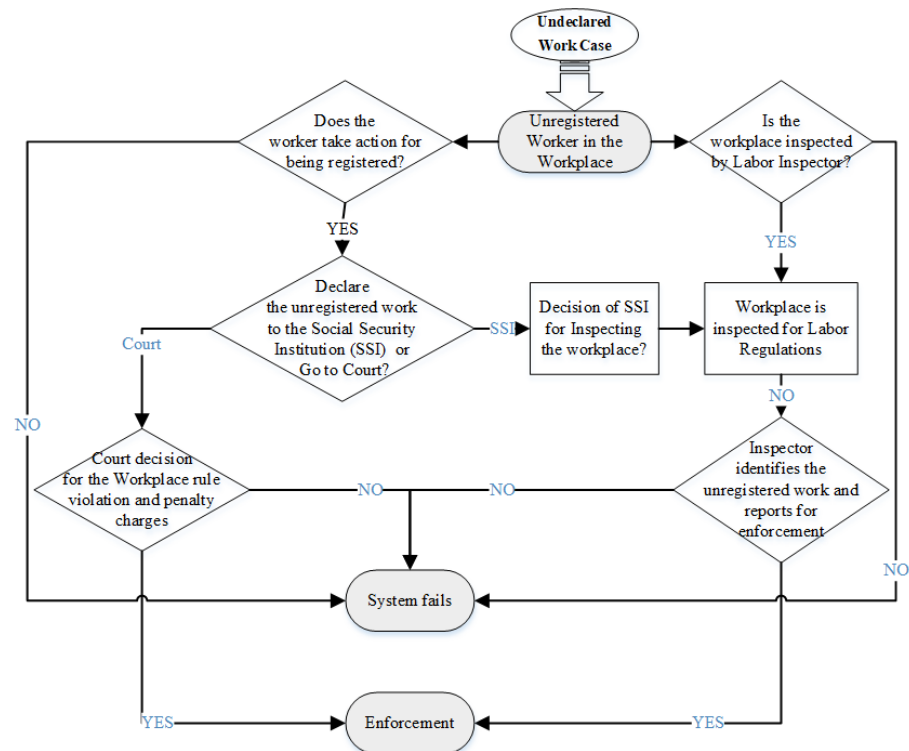 Undeclared
Work Case
Does the
worker take action for
being registered?
Unregistered
Worker in the
Workplace
Is the
workplace inspected
by Labor Inspector?
YES
YES
Declare
the unregistered work
to the Social Security
Institution (SSI) or
Go to Court?
SSI
Decision of SSI
for Inspecting
the workplace?
Workplace is
inspected for Labor
Regulations
Court
NO
NO
Court decision
for the Workplace rule
violation and penalty
charges
NO
NO
Inspector
identifies the
unregistered work and
reports for
enforcement
NO
System fails
YES
Enforcement
YES